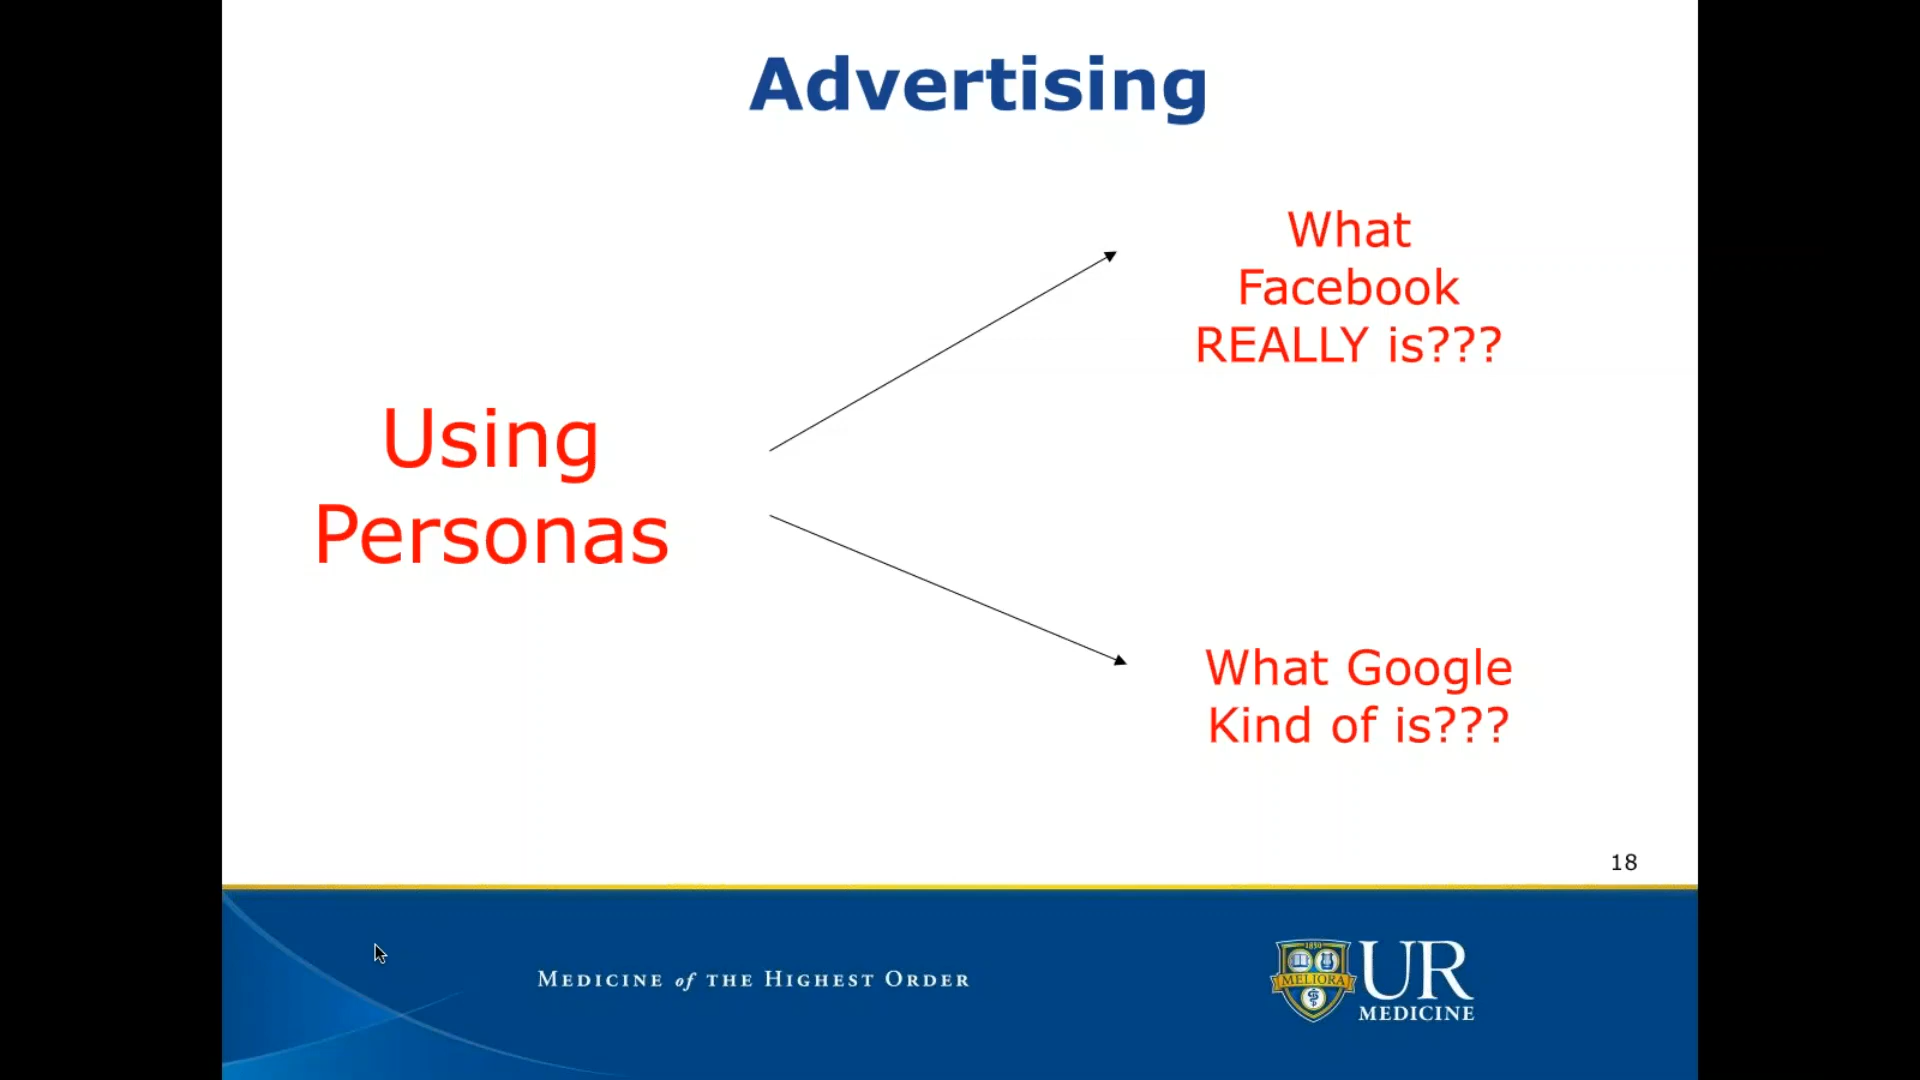 Advertising
What
Facebook
REALLY is???
Using
Personas
What Google
Kind of is???
18
MEDICINE of THE HIGHEST ORDER
1850
MELIORA
UR
MEDICINE